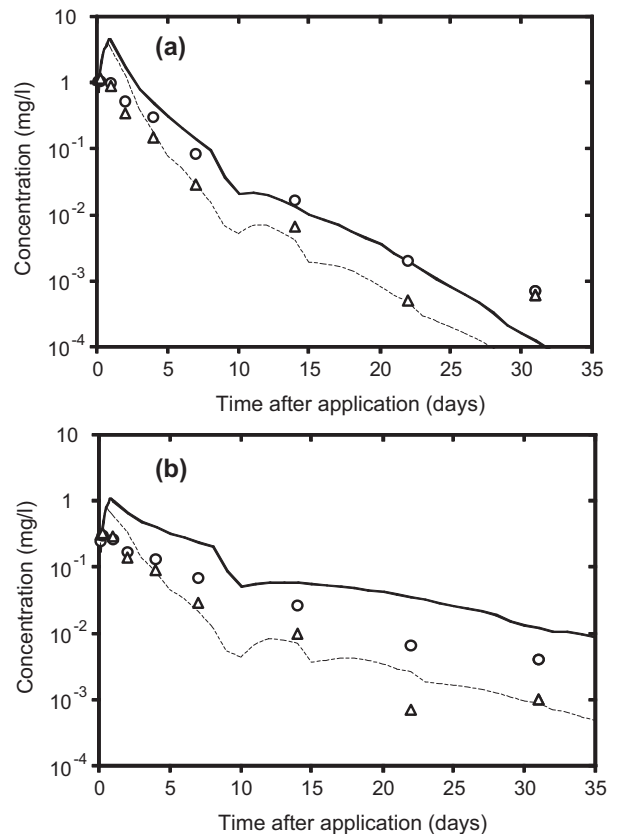 (a)
Concentration (mg/l)
10
1
10⁻¹
10⁻²
10⁻³
10⁻⁴
0 5 10 15 20 25 30 35
Time after application (days)
(b)
Concentration (mg/l)
10
1
10⁻¹
10⁻²
10⁻³
10⁻⁴
0 5 10 15 20 25 30 35
Time after application (days)